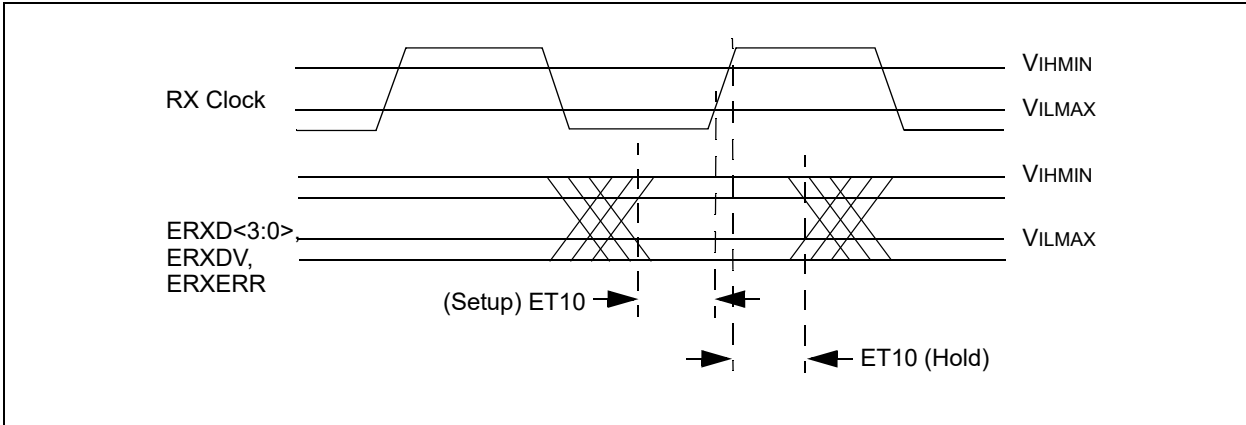 VIHMIN
RX Clock
VILMAX
VIHMIN
ERXD<3:0>,
ERXDV,
ERXERR
VILMAX
(Setup) ET10
ET10 (Hold)